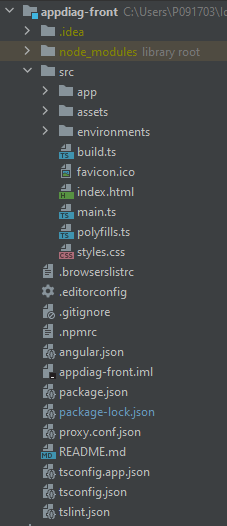 appdiag-front C:\Users\P091703\
.idea
node_modules library root
src
app
assets
environments
build.ts
favicon.ico
index.html
main.ts
polyfills.ts
styles.css
.browserslistrc
.editorconfig
.gitignore
.npmrc
angular.json
appdiag-front.iml
package.json
package-lock.json
proxy.conf.json
README.md
tsconfig.app.json
tsconfig.json
tslint.json